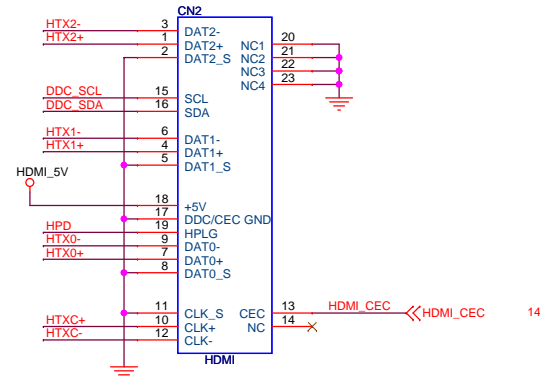 CN2
HTX2- 3 DAT2-
HTX2+ 1 DAT2+
2 DAT2_S
20 NC1
21 NC2
22 NC3
23 NC4
DDC_SCL 15 SCL
DDC_SDA 16 SDA
HTX1- 6 DAT1-
HTX1+ 4 DAT1+
5 DAT1_S
HDMI_5V
18 +5V
17 DDC/CEC GND
HPD 19 HPLG
HTX0- 9 DAT0-
HTX0+ 7 DAT0+
8 DAT0_S
11 CLK_S
HTXC+ 10 CLK+
HTXC- 12 CLK-
CEC 13 HDMI_CEC HDMI_CEC 14
NC 14
HDMI